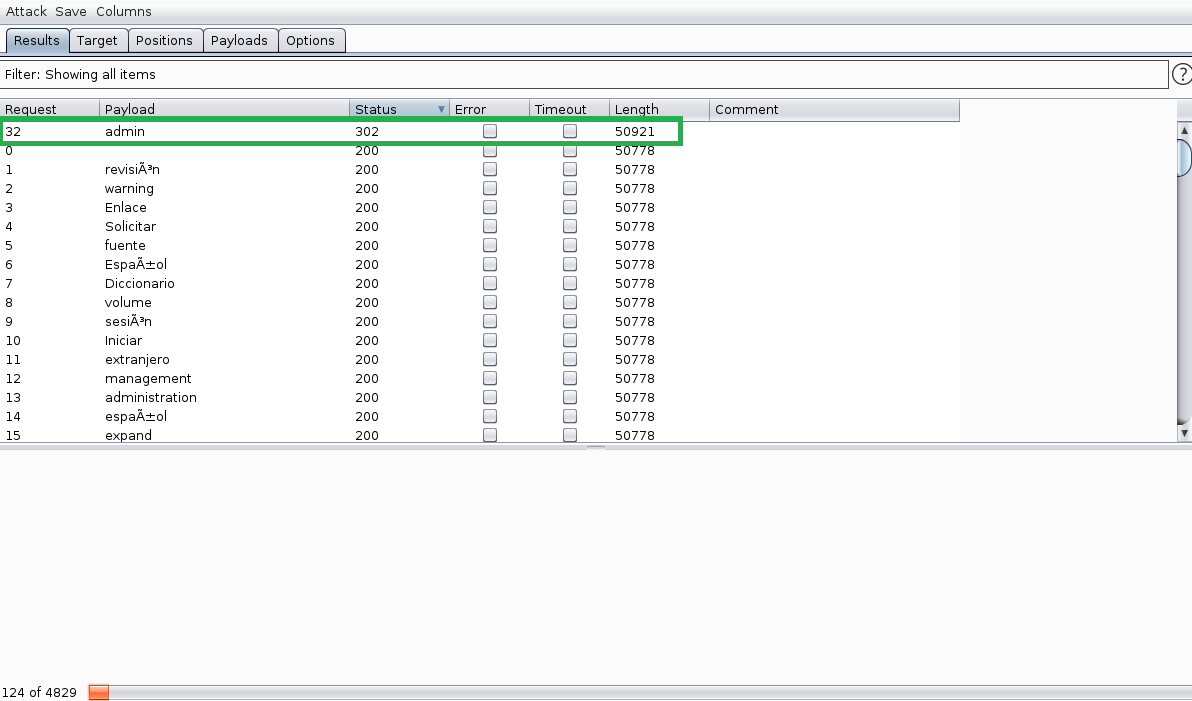 Attack Save Columns
Results Target Positions Payloads Options
Filter: Showing all items
?
Request Payload Status Error Timeout Length Comment
32 admin 302 50921
0 200 50778
1 revisiÃ³n 200 50778
2 warning 200 50778
3 Enlace 200 50778
4 Solicitar 200 50778
5 fuente 200 50778
6 EspaÃ±ol 200 50778
7 Diccionario 200 50778
8 volume 200 50778
9 sesiÃ³n 200 50778
10 Iniciar 200 50778
11 extranjero 200 50778
12 management 200 50778
13 administration 200 50778
14 espaÃ±ol 200 50778
15 expand 200 50778
124 of 4829